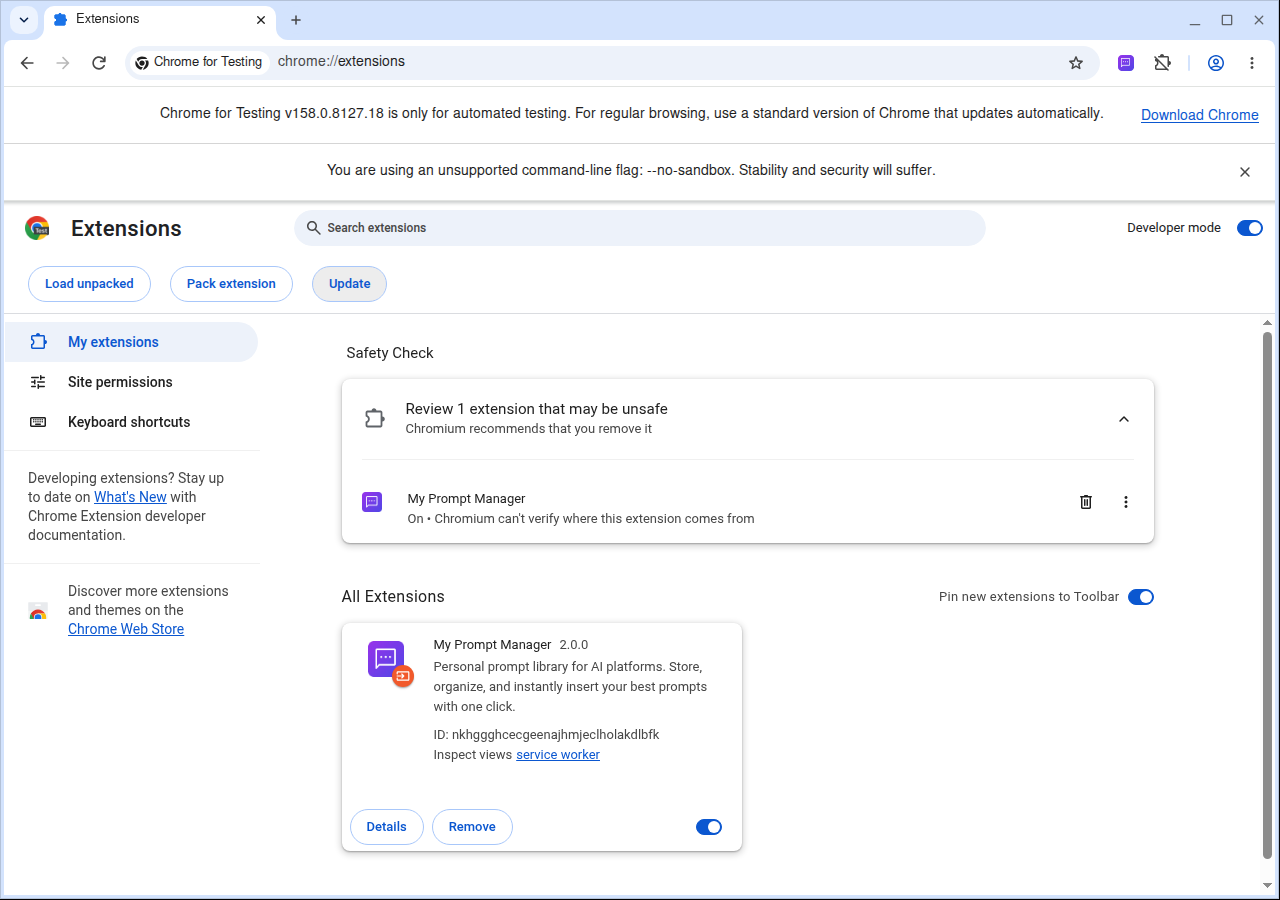 Extensions
Chrome for Testing
chrome://extensions
Chrome for Testing v158.0.8127.18 is only for automated testing. For regular browsing, use a standard version of Chrome that updates automatically.
Download Chrome
You are using an unsupported command-line flag: --no-sandbox. Stability and security will suffer.
Test
Extensions
Search extensions
Developer mode
Load unpacked
Pack extension
Update
My extensions
Site permissions
Keyboard shortcuts
Developing extensions? Stay up
to date on What's New with
Chrome Extension developer
documentation.
Discover more extensions
and themes on the
Chrome Web Store
Safety Check
Review 1 extension that may be unsafe
Chromium recommends that you remove it
My Prompt Manager
On • Chromium can't verify where this extension comes from
All Extensions
Pin new extensions to Toolbar
My Prompt Manager 2.0.0
Personal prompt library for AI platforms. Store,
organize, and instantly insert your best prompts
with one click.
ID: nkhggghcecgeenajhmjeclholakdlbfk
Inspect views service worker
Details
Remove